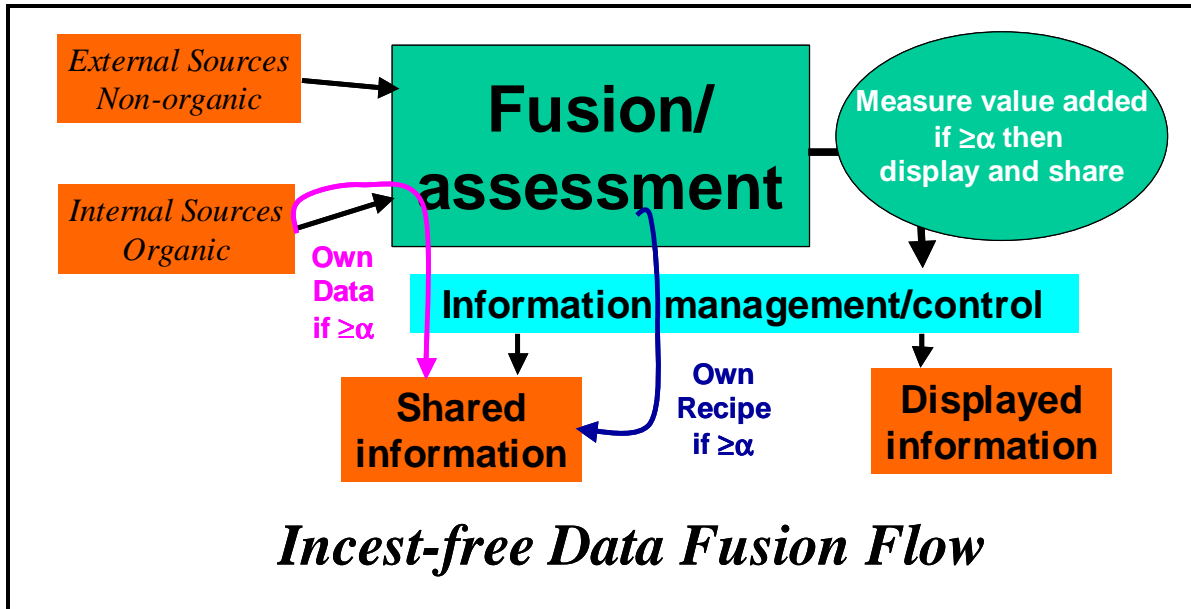 External Sources
Non-organic
Fusion/
assessment
Measure value added
if ≥α then
display and share
Internal Sources
Organic
Own
Data
if ≥α
Information management/control
Shared
information
Own
Recipe
if ≥α
Displayed
information
Incest-free Data Fusion Flow